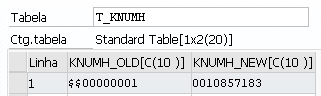 Tabela T_KNUMH
Ctg.tabela Standard Table[1x2(20)]
Linha KNUMH_OLD[C(10 )] KNUMH_NEW[C(10 )]
1 $$00000001 0010857183